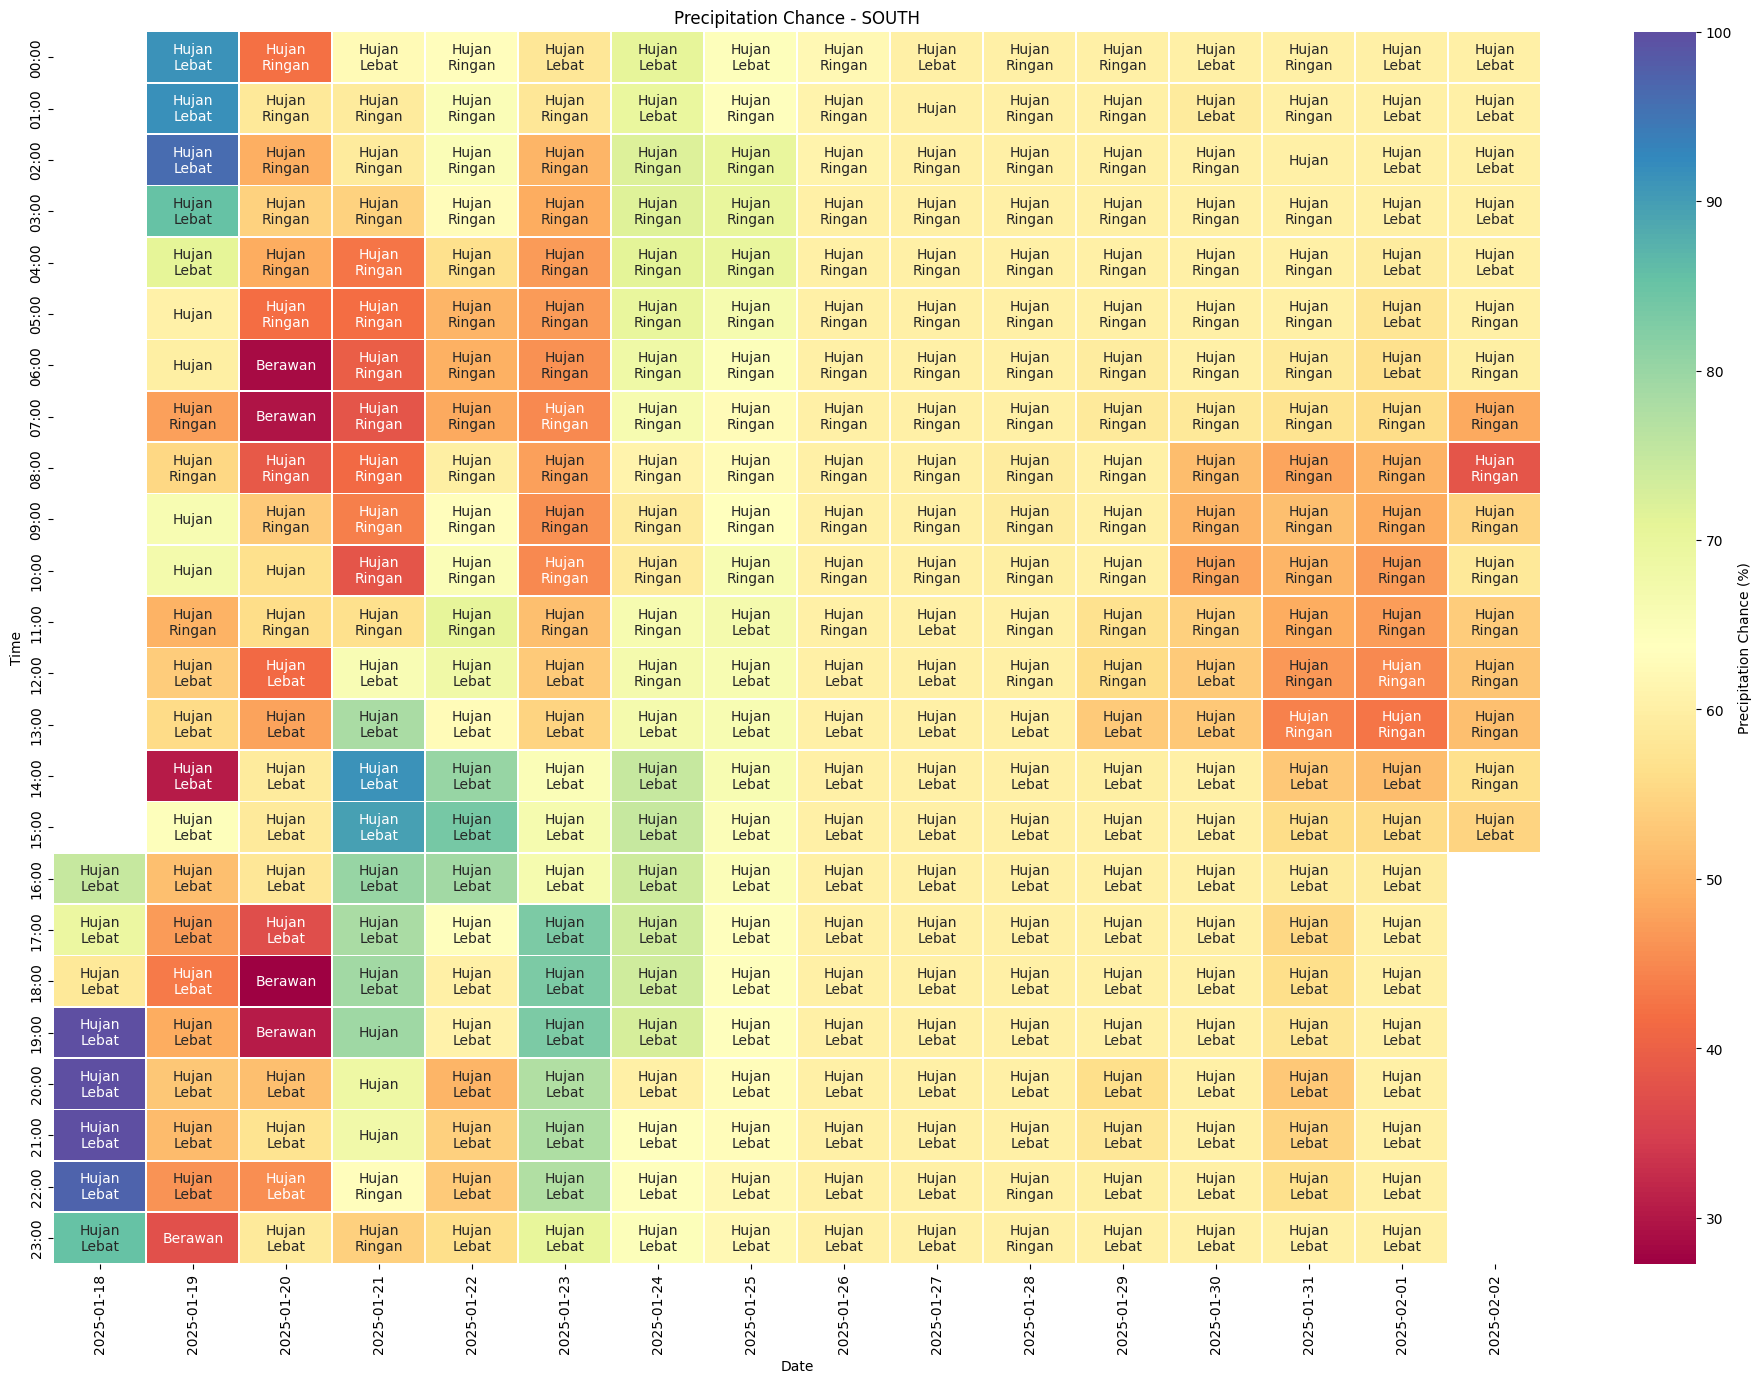 Precipitation Chance - SOUTH
00:00 Hujan Lebat Hujan Ringan Hujan Lebat Hujan Ringan Hujan Lebat Hujan Lebat Hujan Lebat Hujan Ringan Hujan Lebat Hujan Ringan Hujan Ringan Hujan Lebat Hujan Ringan Hujan Lebat Hujan Lebat
01:00 Hujan Lebat Hujan Ringan Hujan Ringan Hujan Ringan Hujan Ringan Hujan Lebat Hujan Ringan Hujan Ringan Hujan Hujan Ringan Hujan Ringan Hujan Lebat Hujan Ringan Hujan Lebat Hujan Lebat
02:00 Hujan Lebat Hujan Ringan Hujan Ringan Hujan Ringan Hujan Ringan Hujan Ringan Hujan Ringan Hujan Ringan Hujan Ringan Hujan Ringan Hujan Ringan Hujan Ringan Hujan Hujan Lebat Hujan Lebat
03:00 Hujan Lebat Hujan Ringan Hujan Ringan Hujan Ringan Hujan Ringan Hujan Ringan Hujan Ringan Hujan Ringan Hujan Ringan Hujan Ringan Hujan Ringan Hujan Ringan Hujan Ringan Hujan Lebat Hujan Lebat
04:00 Hujan Lebat Hujan Ringan Hujan Ringan Hujan Ringan Hujan Ringan Hujan Ringan Hujan Ringan Hujan Ringan Hujan Ringan Hujan Ringan Hujan Ringan Hujan Ringan Hujan Ringan Hujan Lebat Hujan Lebat
05:00 Hujan Hujan Ringan Hujan Ringan Hujan Ringan Hujan Ringan Hujan Ringan Hujan Ringan Hujan Ringan Hujan Ringan Hujan Ringan Hujan Ringan Hujan Ringan Hujan Ringan Hujan Lebat Hujan Ringan
06:00 Hujan Berawan Hujan Ringan Hujan Ringan Hujan Ringan Hujan Ringan Hujan Ringan Hujan Ringan Hujan Ringan Hujan Ringan Hujan Ringan Hujan Ringan Hujan Ringan Hujan Lebat Hujan Ringan
07:00 Hujan Ringan Berawan Hujan Ringan Hujan Ringan Hujan Ringan Hujan Ringan Hujan Ringan Hujan Ringan Hujan Ringan Hujan Ringan Hujan Ringan Hujan Ringan Hujan Ringan Hujan Ringan Hujan Ringan
08:00 Hujan Ringan Hujan Ringan Hujan Ringan Hujan Ringan Hujan Ringan Hujan Ringan Hujan Ringan Hujan Ringan Hujan Ringan Hujan Ringan Hujan Ringan Hujan Ringan Hujan Ringan Hujan Ringan Hujan Ringan
09:00 Hujan Hujan Ringan Hujan Ringan Hujan Ringan Hujan Ringan Hujan Ringan Hujan Ringan Hujan Ringan Hujan Ringan Hujan Ringan Hujan Ringan Hujan Ringan Hujan Ringan Hujan Ringan Hujan Ringan
10:00 Hujan Hujan Hujan Ringan Hujan Ringan Hujan Ringan Hujan Ringan Hujan Ringan Hujan Ringan Hujan Ringan Hujan Ringan Hujan Ringan Hujan Ringan Hujan Ringan Hujan Ringan Hujan Ringan
11:00 Hujan Ringan Hujan Ringan Hujan Ringan Hujan Ringan Hujan Ringan Hujan Ringan Hujan Lebat Hujan Ringan Hujan Lebat Hujan Ringan Hujan Ringan Hujan Ringan Hujan Ringan Hujan Ringan Hujan Ringan
12:00 Hujan Lebat Hujan Lebat Hujan Lebat Hujan Lebat Hujan Lebat Hujan Ringan Hujan Lebat Hujan Lebat Hujan Lebat Hujan Ringan Hujan Ringan Hujan Lebat Hujan Ringan Hujan Ringan Hujan Ringan
13:00 Hujan Lebat Hujan Lebat Hujan Lebat Hujan Lebat Hujan Lebat Hujan Lebat Hujan Lebat Hujan Lebat Hujan Lebat Hujan Lebat Hujan Lebat Hujan Lebat Hujan Ringan Hujan Ringan Hujan Ringan
14:00 Hujan Lebat Hujan Lebat Hujan Lebat Hujan Lebat Hujan Lebat Hujan Lebat Hujan Lebat Hujan Lebat Hujan Lebat Hujan Lebat Hujan Lebat Hujan Lebat Hujan Lebat Hujan Lebat Hujan Ringan
15:00 Hujan Lebat Hujan Lebat Hujan Lebat Hujan Lebat Hujan Lebat Hujan Lebat Hujan Lebat Hujan Lebat Hujan Lebat Hujan Lebat Hujan Lebat Hujan Lebat Hujan Lebat Hujan Lebat Hujan Lebat
16:00 Hujan Lebat Hujan Lebat Hujan Lebat Hujan Lebat Hujan Lebat Hujan Lebat Hujan Lebat Hujan Lebat Hujan Lebat Hujan Lebat Hujan Lebat Hujan Lebat Hujan Lebat Hujan Lebat Hujan Lebat
17:00 Hujan Lebat Hujan Lebat Hujan Lebat Hujan Lebat Hujan Lebat Hujan Lebat Hujan Lebat Hujan Lebat Hujan Lebat Hujan Lebat Hujan Lebat Hujan Lebat Hujan Lebat Hujan Lebat Hujan Lebat
18:00 Hujan Lebat Hujan Lebat Berawan Hujan Lebat Hujan Lebat Hujan Lebat Hujan Lebat Hujan Lebat Hujan Lebat Hujan Lebat Hujan Lebat Hujan Lebat Hujan Lebat Hujan Lebat Hujan Lebat
19:00 Hujan Lebat Hujan Lebat Berawan Hujan Hujan Lebat Hujan Lebat Hujan Lebat Hujan Lebat Hujan Lebat Hujan Lebat Hujan Lebat Hujan Lebat Hujan Lebat Hujan Lebat Hujan Lebat
20:00 Hujan Lebat Hujan Lebat Hujan Lebat Hujan Hujan Lebat Hujan Lebat Hujan Lebat Hujan Lebat Hujan Lebat Hujan Lebat Hujan Lebat Hujan Lebat Hujan Lebat Hujan Lebat Hujan Lebat
21:00 Hujan Lebat Hujan Lebat Hujan Lebat Hujan Hujan Lebat Hujan Lebat Hujan Lebat Hujan Lebat Hujan Lebat Hujan Lebat Hujan Lebat Hujan Lebat Hujan Lebat Hujan Lebat Hujan Lebat
22:00 Hujan Lebat Hujan Lebat Hujan Lebat Hujan Ringan Hujan Lebat Hujan Lebat Hujan Lebat Hujan Lebat Hujan Lebat Hujan Lebat Hujan Ringan Hujan Lebat Hujan Lebat Hujan Lebat Hujan Lebat
23:00 Hujan Lebat Berawan Hujan Lebat Hujan Ringan Hujan Lebat Hujan Lebat Hujan Lebat Hujan Lebat Hujan Lebat Hujan Lebat Hujan Ringan Hujan Lebat Hujan Lebat Hujan Lebat Hujan Lebat
Time
2025-01-18 2025-01-19 2025-01-20 2025-01-21 2025-01-22 2025-01-23 2025-01-24 2025-01-25 2025-01-26 2025-01-27 2025-01-28 2025-01-29 2025-01-30 2025-01-31 2025-02-01 2025-02-02
Date
100
90
80
70
60
50
40
30
Precipitation Chance (%)